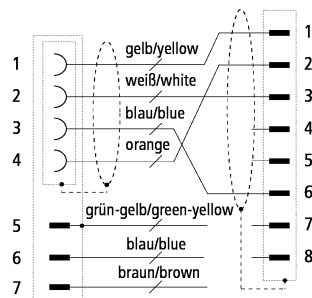 gelb/yellow
1
1
weiß/white
2
2
blau/blue
3
3
orange
4
4
5
6
grün-gelb/green-yellow
5
7
blau/blue
6
8
braun/brown
7